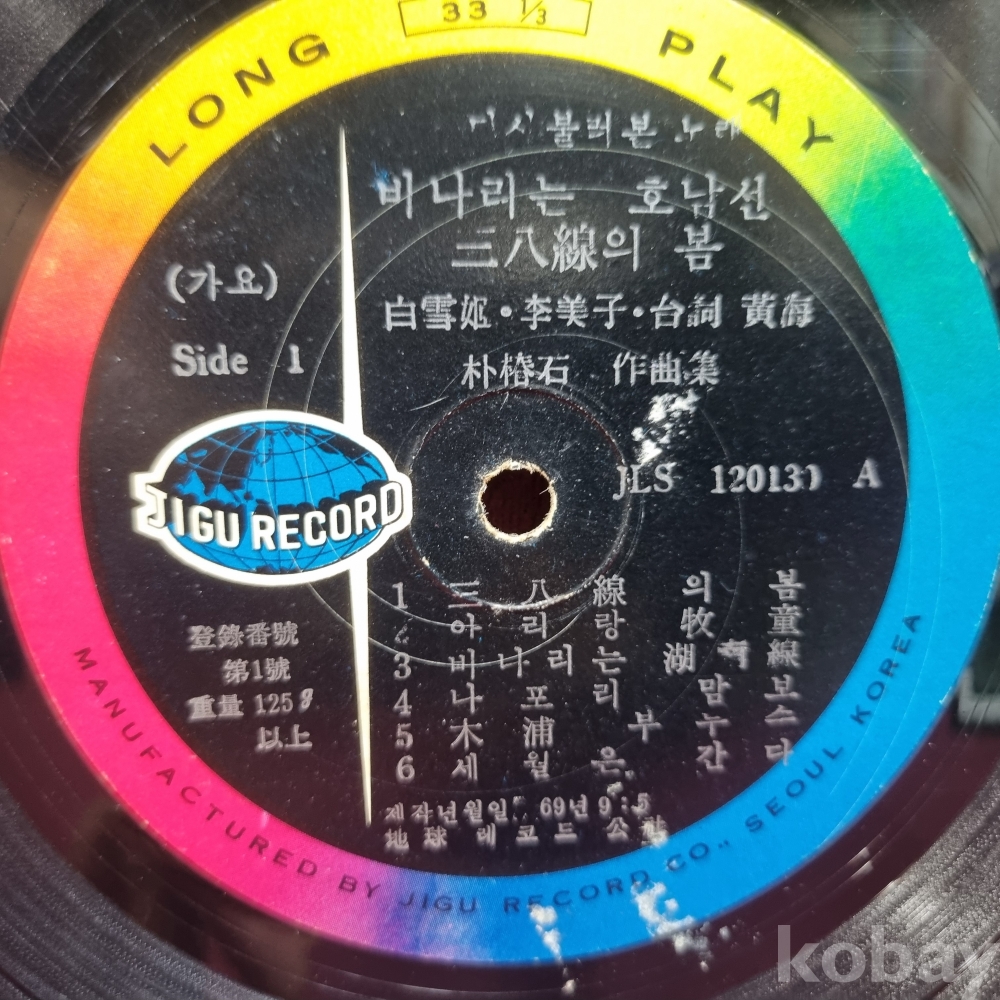 33 1/3
LONG PLAY
다시 불러본 노래
비나리는 호남선
三八線의 봄
(가요)
白雪姬・李美子・台詞 黃海
Side 1
朴椿石 作曲集
JLS 120130 A
JIGU RECORD
1 三八線의 봄
2 아리랑 牧童
3 비나리는 湖南線
4 나포리 맘보
5 木浦 부누스
6 세월은 간다
登錄番號
第1號
重量 125g
以上
제작년월일 69년 9.5
地球 레코드 公社
MANUFACTURED BY JIGU RECORD CO., SEOUL KOREA
kobay